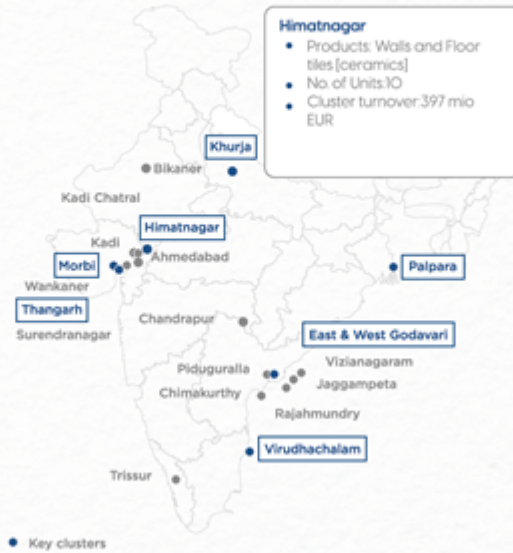 Himatnagar
• Products: Walls and Floor
tiles [ceramics]
• No. of Units:10
• Cluster turnover:397 mio
EUR
Khurja
Bikaner
Kadi Chatral
Himatnagar
Kadi
Ahmedabad
Morbi
Palpara
Wankaner
Thangarh
Chandrapur
Surendranagar
East & West Godavari
Vizianagaram
Piduguralla
Jaggampeta
Chimakurthy
Rajahmundry
Virudhachalam
Trissur
Key clusters